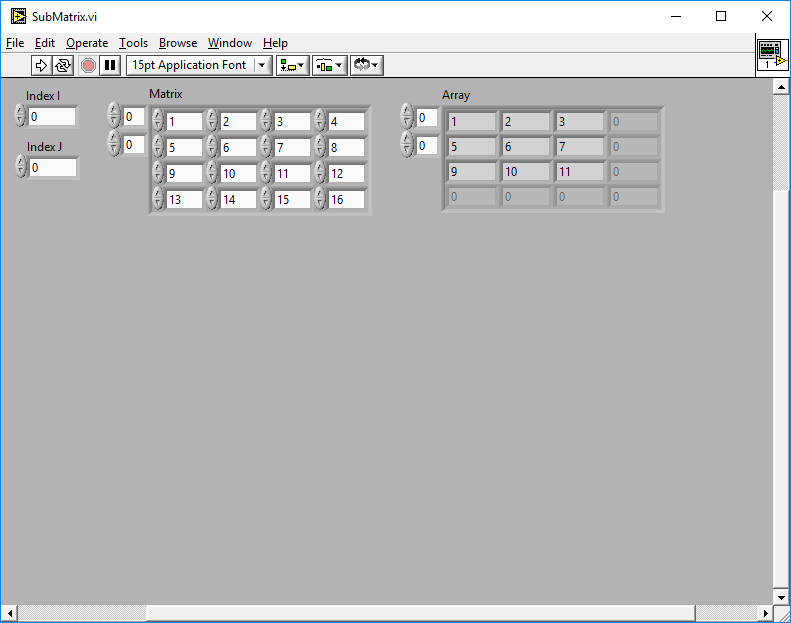 SubMatrix.vi
File Edit Operate Tools Browse Window Help
15pt Application Font
1
Index I
0
Index J
0
Matrix
0
0
1 2 3 4
5 6 7 8
9 10 11 12
13 14 15 16
Array
0
0
1 2 3 0
5 6 7 0
9 10 11 0
0 0 0 0